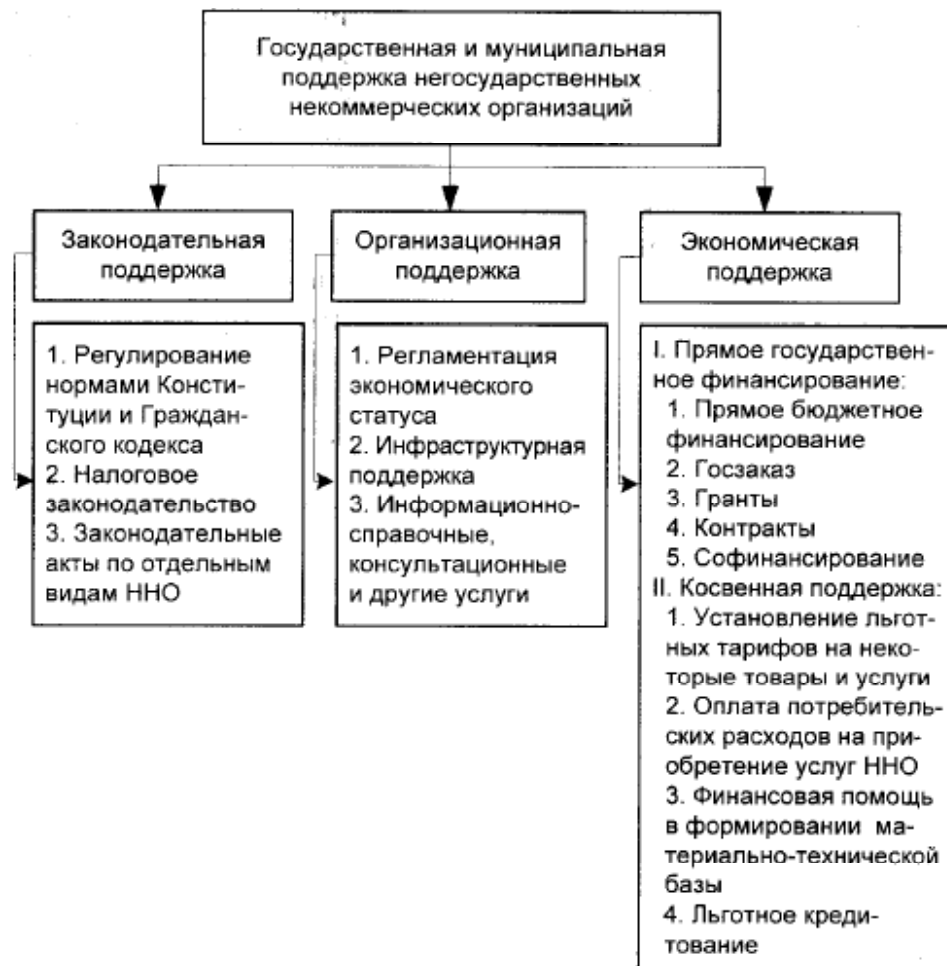 Государственная и муниципальная
поддержка негосударственных
некоммерческих организаций
Законодательная
поддержка
Организационная
поддержка
Экономическая
поддержка
1. Регулирование
нормами Консти-
туции и Граждан-
ского кодекса
2. Налоговое
законодательство
3. Законодательные
акты по отдельным
видам ННО
1. Регламентация
экономического
статуса
2. Инфраструктурная
поддержка
3. Информационно-
справочные,
консультационные
и другие услуги
I. Прямое государствен-
ное финансирование:
1. Прямое бюджетное
финансирование
2. Госзаказ
3. Гранты
4. Контракты
5. Софинансирование
II. Косвенная поддержка:
1. Установление льгот-
ных тарифов на неко-
торые товары и услуги
2. Оплата потребитель-
ских расходов на при-
обретение услуг ННО
3. Финансовая помощь
в формировании ма-
териально-технической
базы
4. Льготное креди-
тование